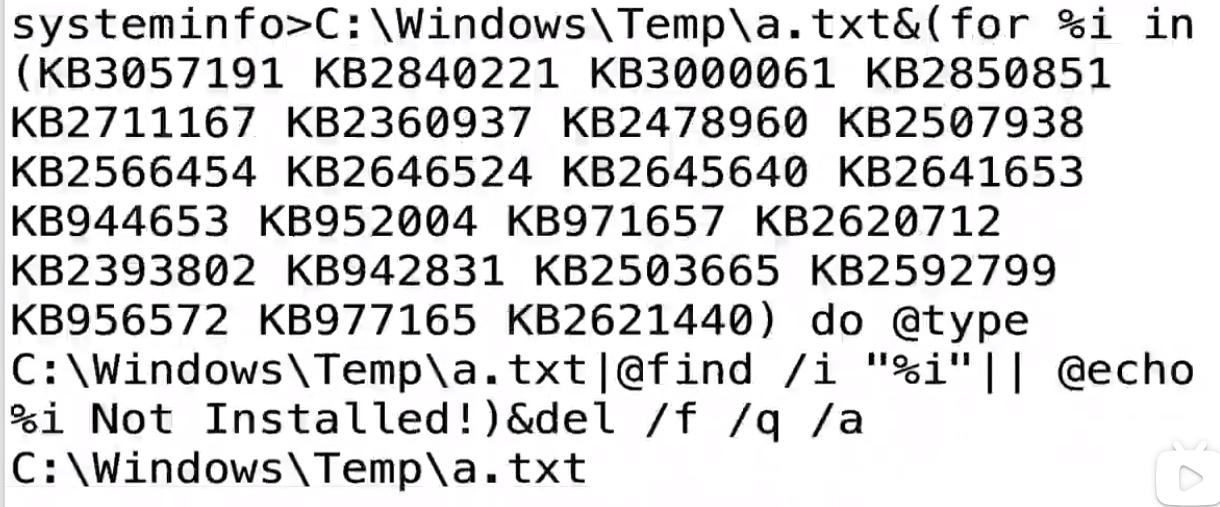 systeminfo>C:\Windows\Temp\a.txt&(for %i in
(KB3057191 KB2840221 KB3000061 KB2850851
KB2711167 KB2360937 KB2478960 KB2507938
KB2566454 KB2646524 KB2645640 KB2641653
KB944653 KB952004 KB971657 KB2620712
KB2393802 KB942831 KB2503665 KB2592799
KB956572 KB977165 KB2621440) do @type
C:\Windows\Temp\a.txt|@find /i "%i"|| @echo
%i Not Installed!)&del /f /q /a
C:\Windows\Temp\a.txt